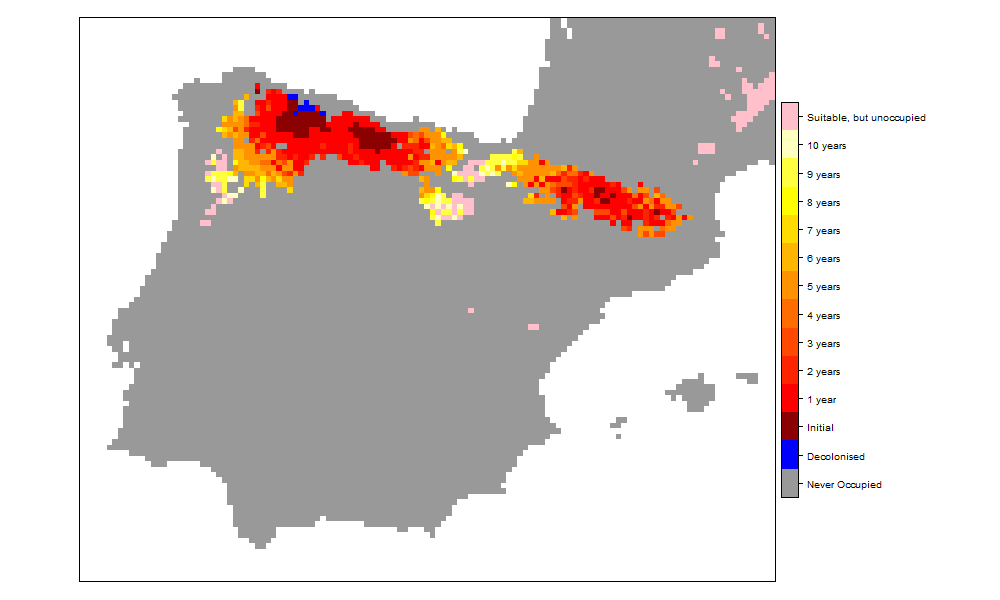 Suitable, but unoccupied
10 years
9 years
8 years
7 years
6 years
5 years
4 years
3 years
2 years
1 year
Initial
Decolonised
Never Occupied